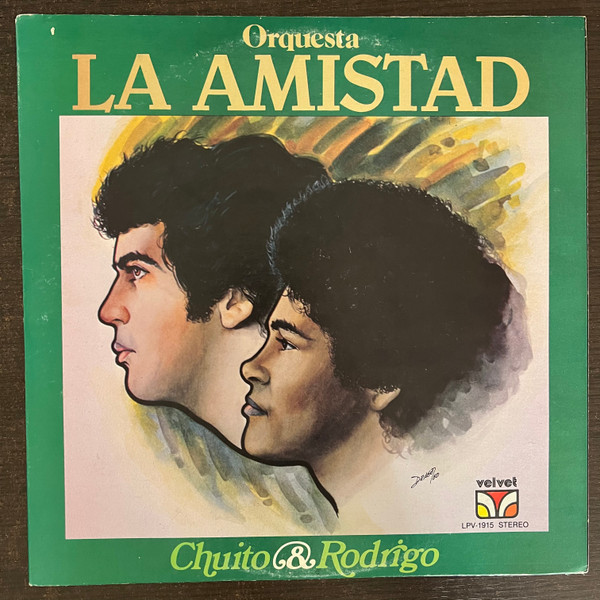 Orquesta
LA AMISTAD
velvet
LPV-1915 STEREO
Chuito & Rodrigo